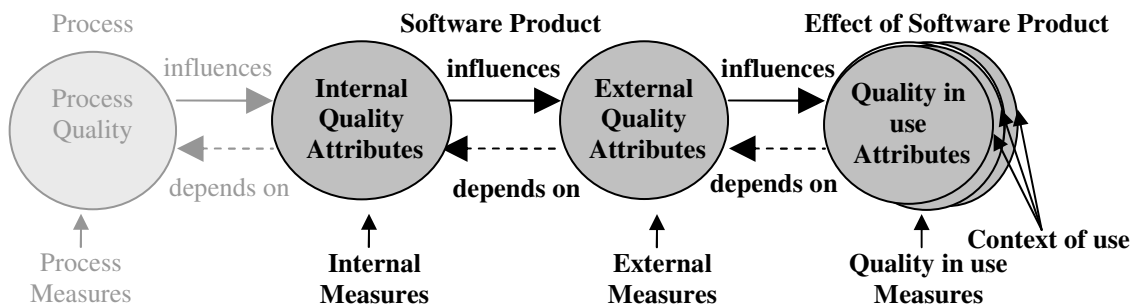 Process
Software Product
Effect of Software Product
Process
Quality
influences
depends on
Internal
Quality
Attributes
influences
depends on
External
Quality
Attributes
influences
depends on
Quality in
use
Attributes
Context of use
Process
Measures
Internal
Measures
External
Measures
Quality in use
Measures